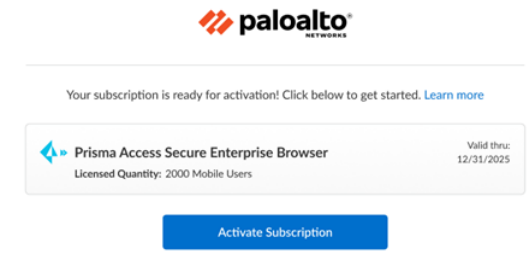 paloalto®
NETWORKS
Your subscription is ready for activation! Click below to get started. Learn more
Prisma Access Secure Enterprise Browser
Licensed Quantity: 2000 Mobile Users
Valid thru:
12/31/2025
Activate Subscription